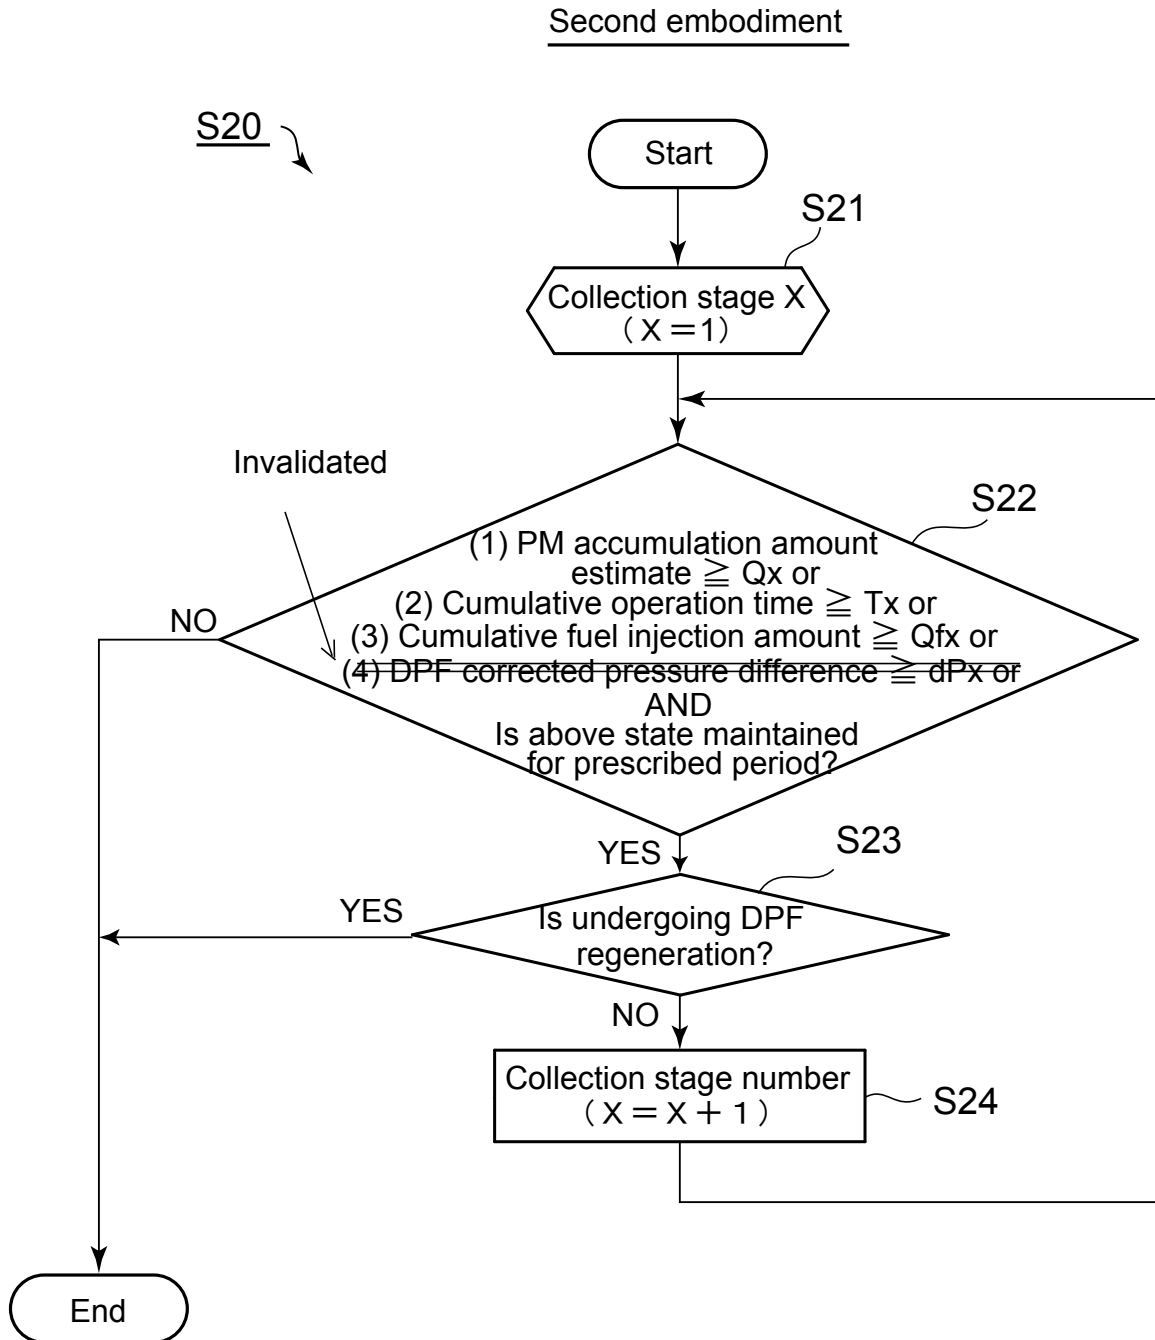 Second embodiment
S20
Start
S21
Collection stage X
( X＝1)
Invalidated
S22
(1) PM accumulation amount
estimate ≧ Qx or
(2) Cumulative operation time ≧ Tx or
(3) Cumulative fuel injection amount ≧ Qfx or
(4) DPF corrected pressure difference ≧ dPx or
AND
Is above state maintained
for prescribed period?
NO
YES
S23
YES
Is undergoing DPF
regeneration?
NO
Collection stage number
( X＝X＋1 )
S24
End